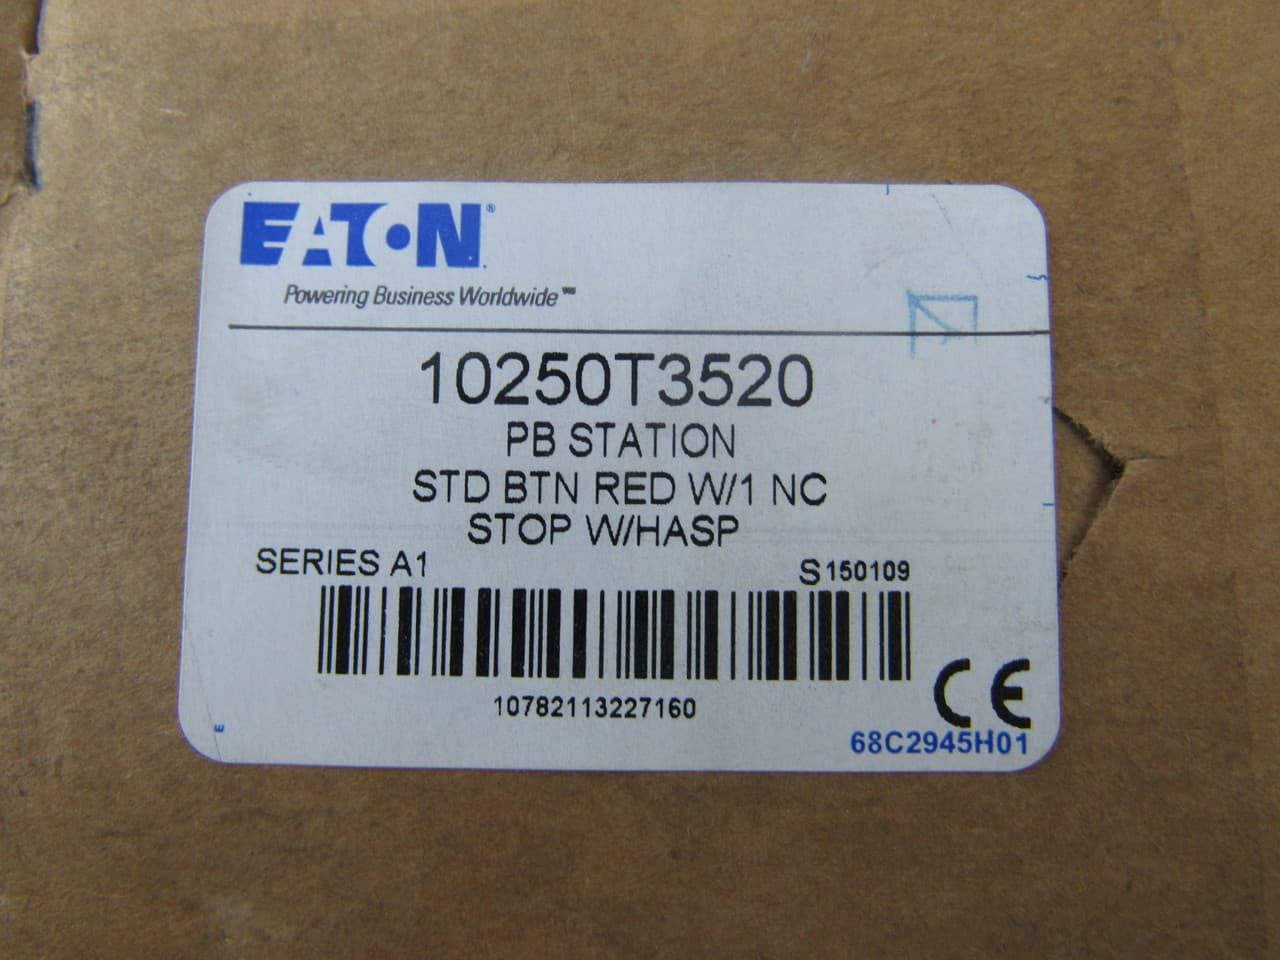 EATON®
Powering Business Worldwide™
10250T3520
PB STATION
STD BTN RED W/1 NC
STOP W/HASP
SERIES A1 S150109
10782113227160
CE
68C2945H01
E